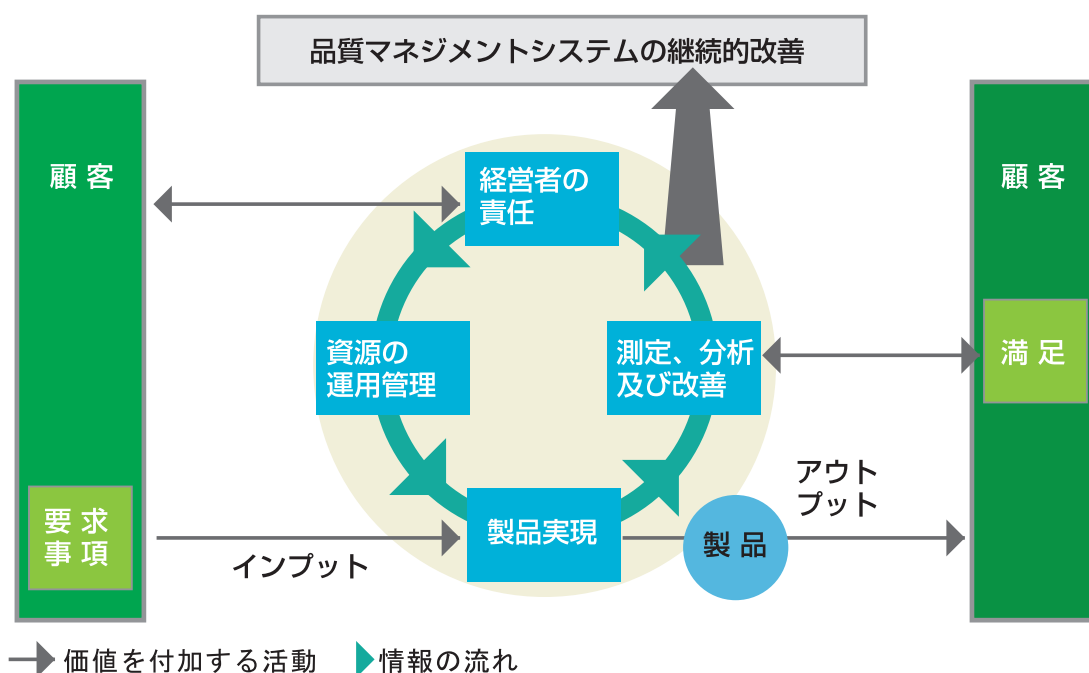 品質マネジメントシステムの継続的改善
顧客
顧客
経営者の
責任
資源の
運用管理
測定、分析
及び改善
満足
アウト
プット
要求
事項
製品実現
製品
インプット
価値を付加する活動
情報の流れ